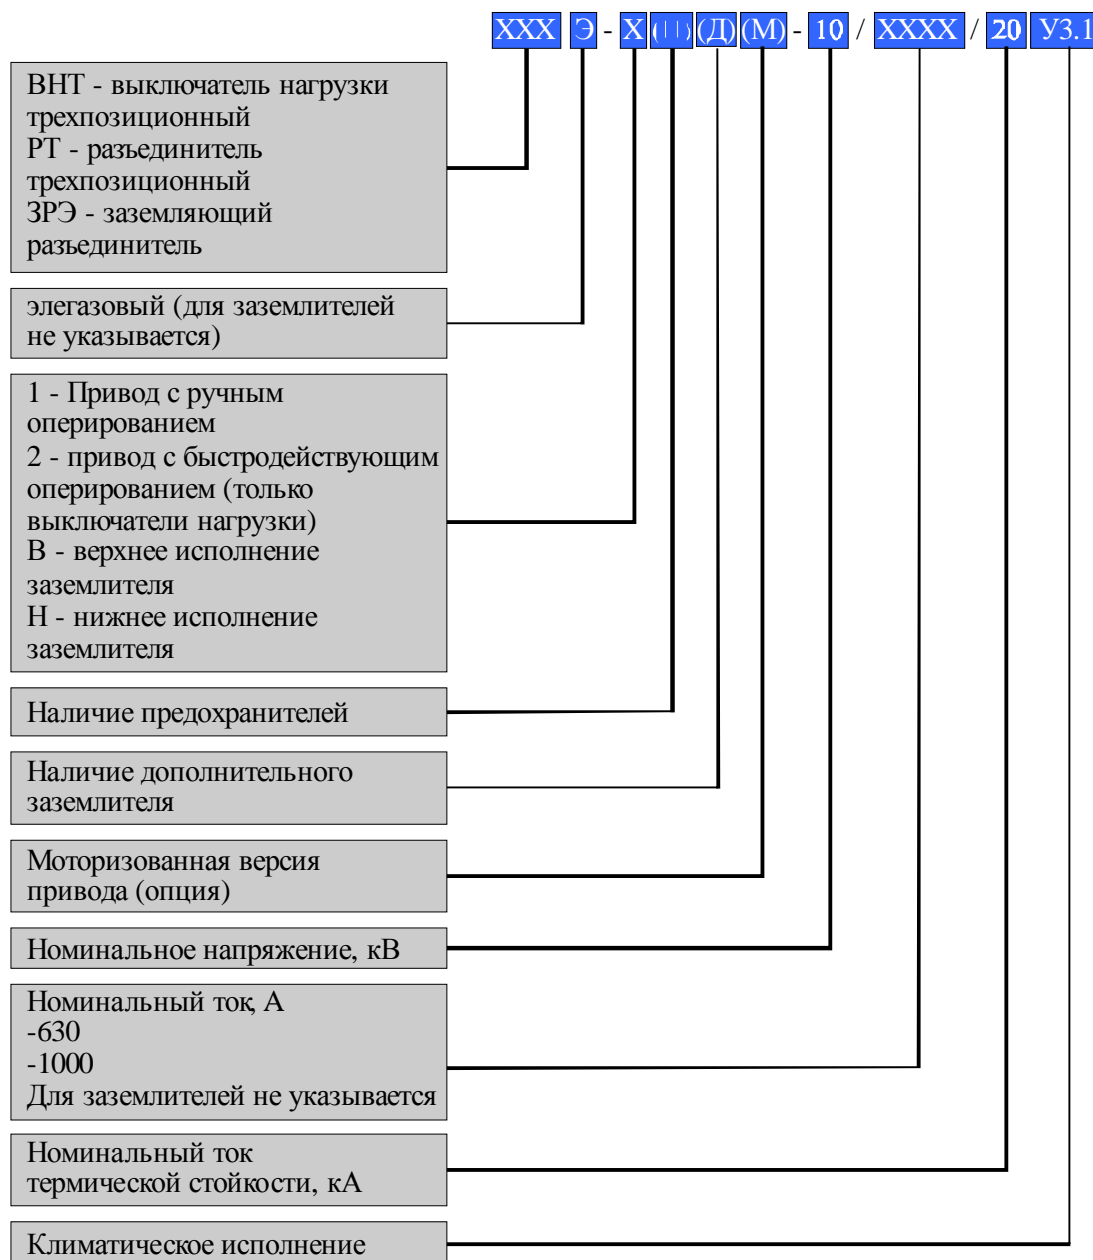 XXX Э - X (П) (Д) (М) - 10 / XXXX / 20 У3.1
ВНТ - выключатель нагрузки
трехпозиционный
РТ - разъединитель
трехпозиционный
ЗРЭ - заземляющий
разъединитель
элегазовый (для заземлителей
не указывается)
1 - Привод с ручным
оперированием
2 - привод с быстродействующим
оперированием (только
выключатели нагрузки)
В - верхнее исполнение
заземлителя
Н - нижнее исполнение
заземлителя
Наличие предохранителей
Наличие дополнительного
заземлителя
Моторизованная версия
привода (опция)
Номинальное напряжение, кВ
Номинальный ток, А
-630
-1000
Для заземлителей не указывается
Номинальный ток
термической стойкости, кА
Климатическое исполнение